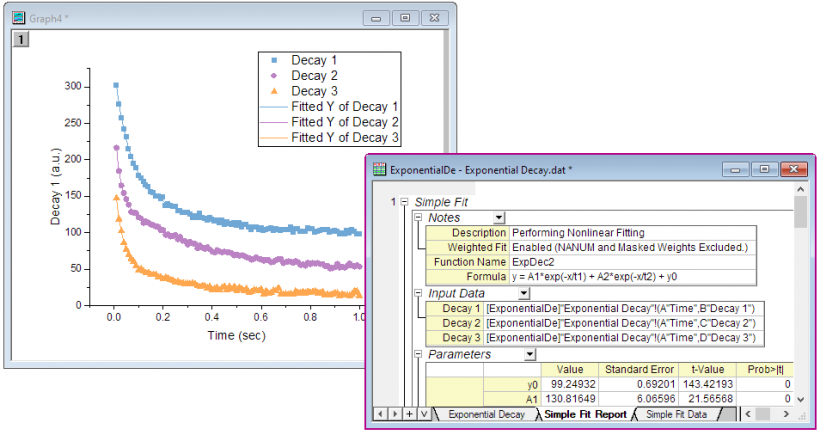 Graph4 *
1
Decay 1
Decay 2
Decay 3
Fitted Y of Decay 1
Fitted Y of Decay 2
Fitted Y of Decay 3
300
250
200
150
100
50
0
Decay 1 (a.u.)
0.0 0.2 0.4 0.6 0.8 1.0
Time (sec)
ExponentialDe - Exponential Decay.dat *
1 Simple Fit
Notes
Description Performing Nonlinear Fitting
Weighted Fit Enabled (NANUM and Masked Weights Excluded.)
Function Name ExpDec2
Formula y = A1*exp(-x/t1) + A2*exp(-x/t2) + y0
Input Data
Decay 1 [ExponentialDe]"Exponential Decay"!(A"Time",B"Decay 1")
Decay 2 [ExponentialDe]"Exponential Decay"!(A"Time",C"Decay 2")
Decay 3 [ExponentialDe]"Exponential Decay"!(A"Time",D"Decay 3")
Parameters
Value Standard Error t-Value Prob>|t|
y0 99.24932 0.69201 143.42193 0
A1 130.81649 6.06596 21.56568 0
Exponential Decay Simple Fit Report Simple Fit Data